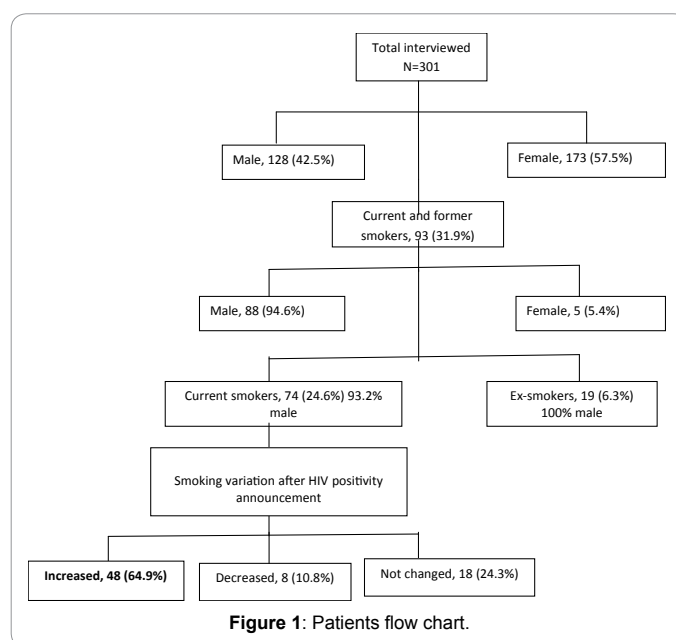 Total interviewed
N=301
Male, 128 (42.5%)
Female, 173 (57.5%)
Current and former
smokers, 93 (31.9%)
Male, 88 (94.6%)
Female, 5 (5.4%)
Current smokers, 74 (24.6%) 93.2%
male
Ex-smokers, 19 (6.3%)
100% male
Smoking variation after HIV positivity
announcement
Increased, 48 (64.9%)
Decreased, 8 (10.8%)
Not changed, 18 (24.3%)
Figure 1: Patients flow chart.